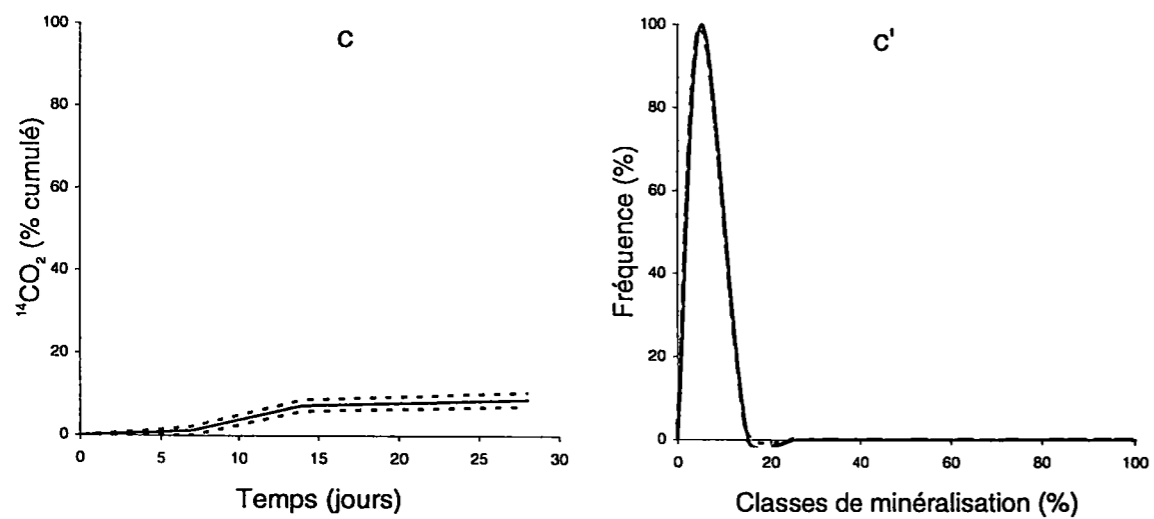 C
100
80
60
40
20
0
0 5 10 15 20 25 30
¹⁴CO₂ (% cumulé)
Temps (jours)
C'
100
80
60
40
20
0
0 20 40 60 80 100
Fréquence (%)
Classes de minéralisation (%)